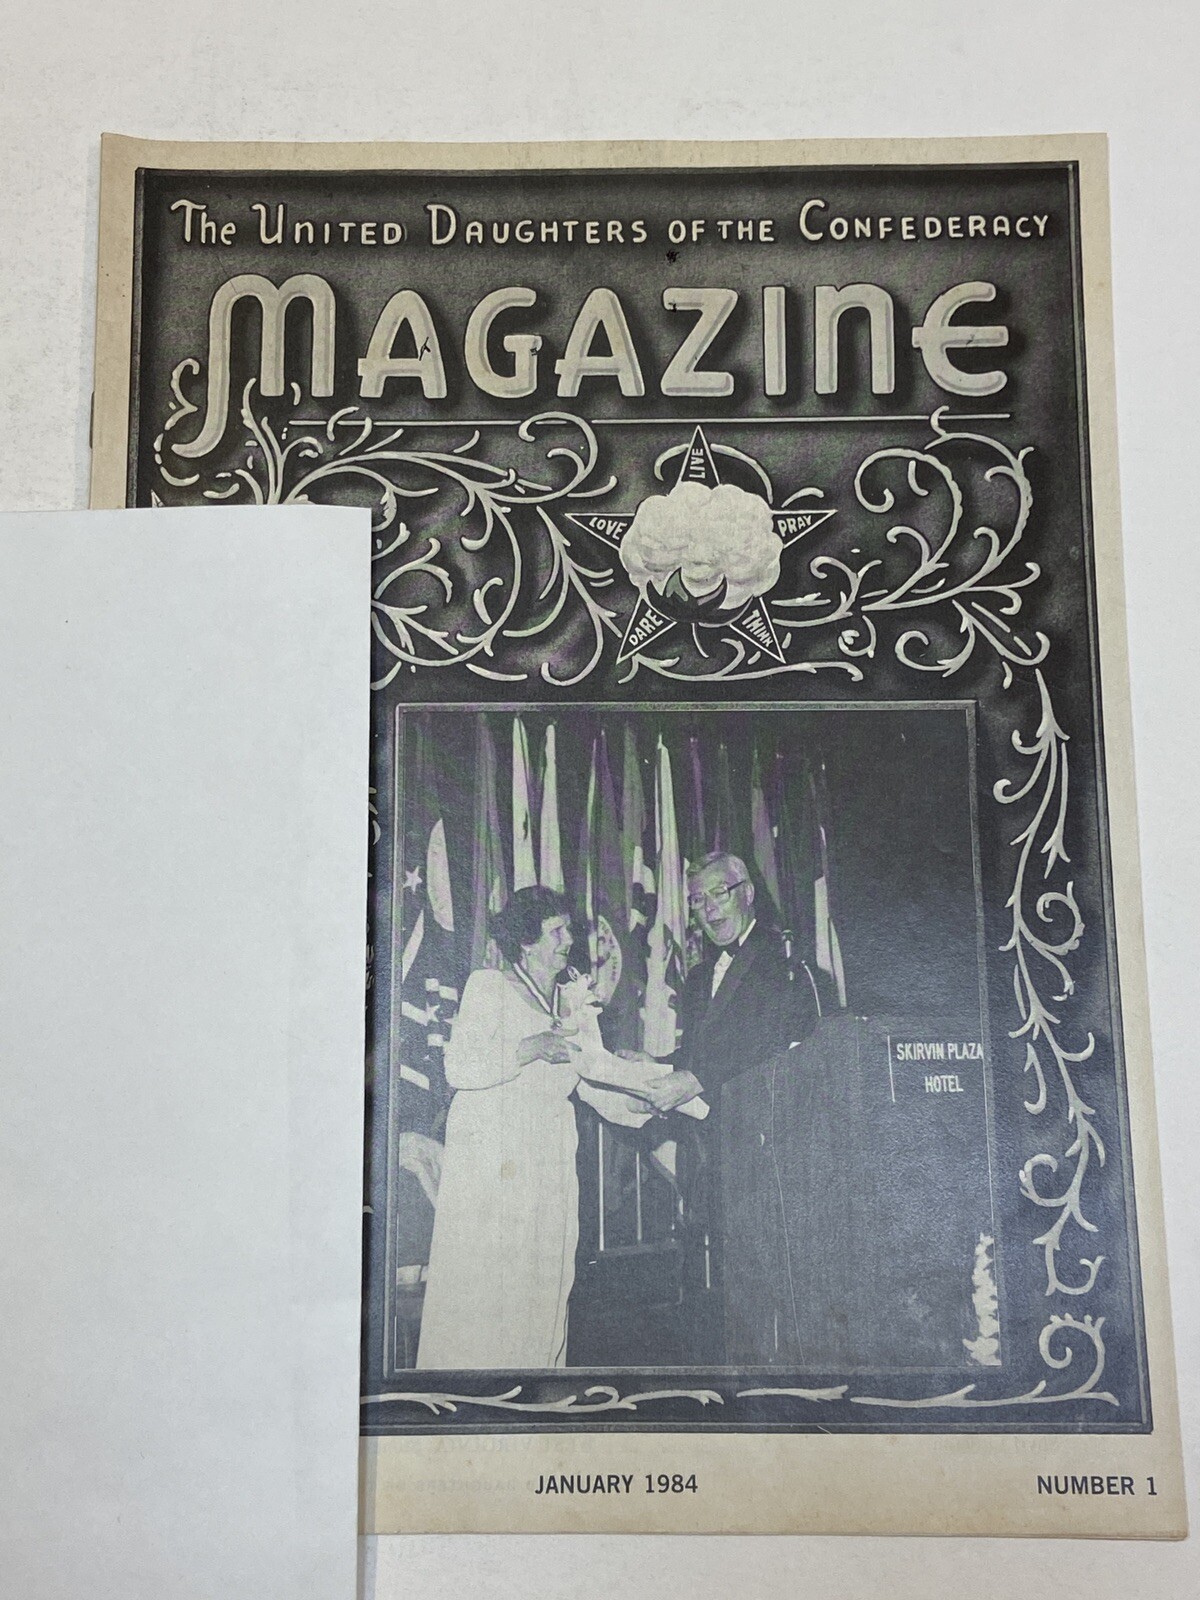 The United Daughters of the Confederacy
MAGAZINE
LIVE
LOVE
PRAY
DARE
THINK
SKIRVIN PLAZA
HOTEL
JANUARY 1984
NUMBER 1